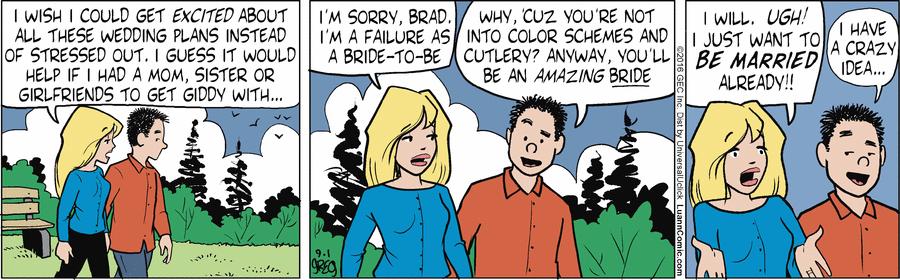 I WISH I COULD GET EXCITED ABOUT
ALL THESE WEDDING PLANS INSTEAD
OF STRESSED OUT. I GUESS IT WOULD
HELP IF I HAD A MOM, SISTER OR
GIRLFRIENDS TO GET GIDDY WITH...
I'M SORRY, BRAD.
I'M A FAILURE AS
A BRIDE-TO-BE
WHY, 'CUZ YOU'RE NOT
INTO COLOR SCHEMES AND
CUTLERY? ANYWAY, YOU'LL
BE AN AMAZING BRIDE
9.1
GREG
©2016 GEC Inc. Dist by UniversalUclick LuannComic.com
I WILL. UGH!
I JUST WANT TO
BE MARRIED
ALREADY!!
I HAVE
A CRAZY
IDEA...